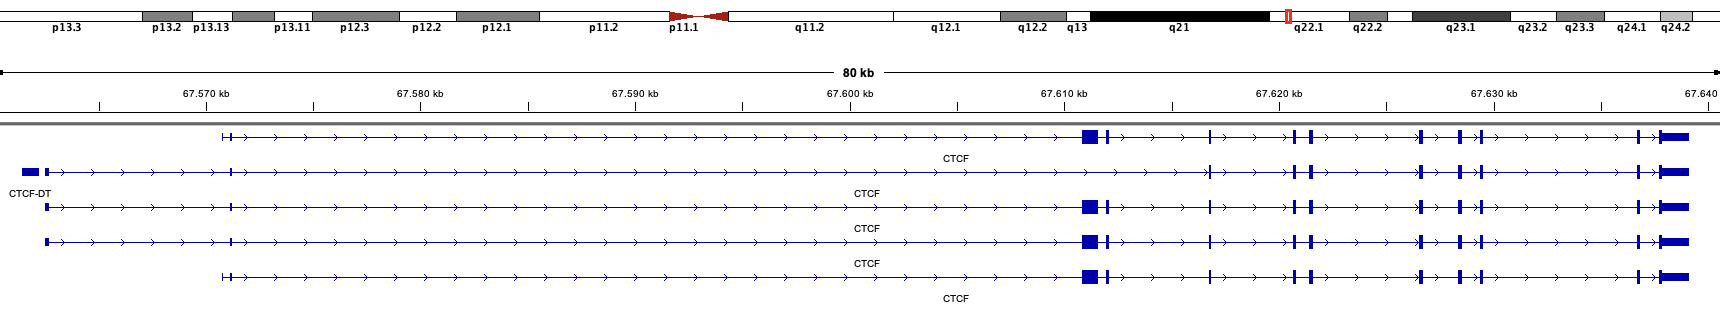 p13.3 p13.2 p13.13 p13.11 p12.3 p12.2 p12.1 p11.2 p11.1 q11.2 q12.1 q12.2 q13 q21 q22.1 q22.2 q23.1 q23.2 q23.3 q24.1 q24.2
80 kb
67.570 kb 67.580 kb 67.590 kb 67.600 kb 67.610 kb 67.620 kb 67.630 kb 67.640
CTCF
CTCF-DT CTCF
CTCF
CTCF
CTCF